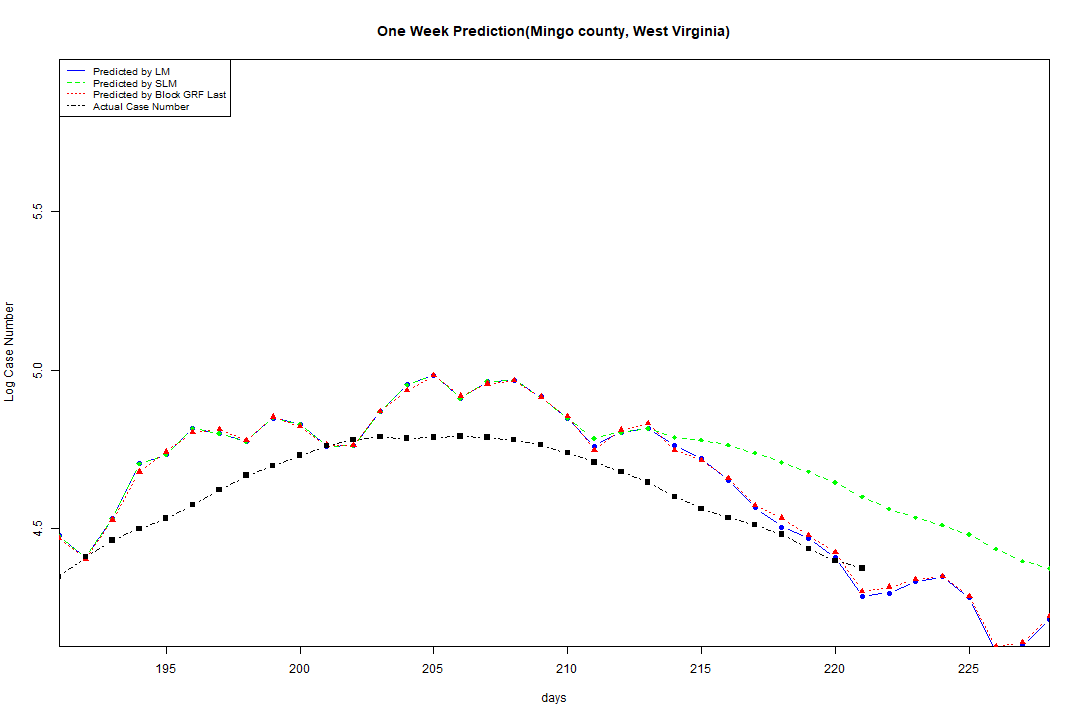 One Week Prediction(Mingo county, West Virginia)
Predicted by LM
Predicted by SLM
Predicted by Block GRF Last
Actual Case Number
5.5
5.0
4.5
Log Case Number
195 200 205 210 215 220 225
days